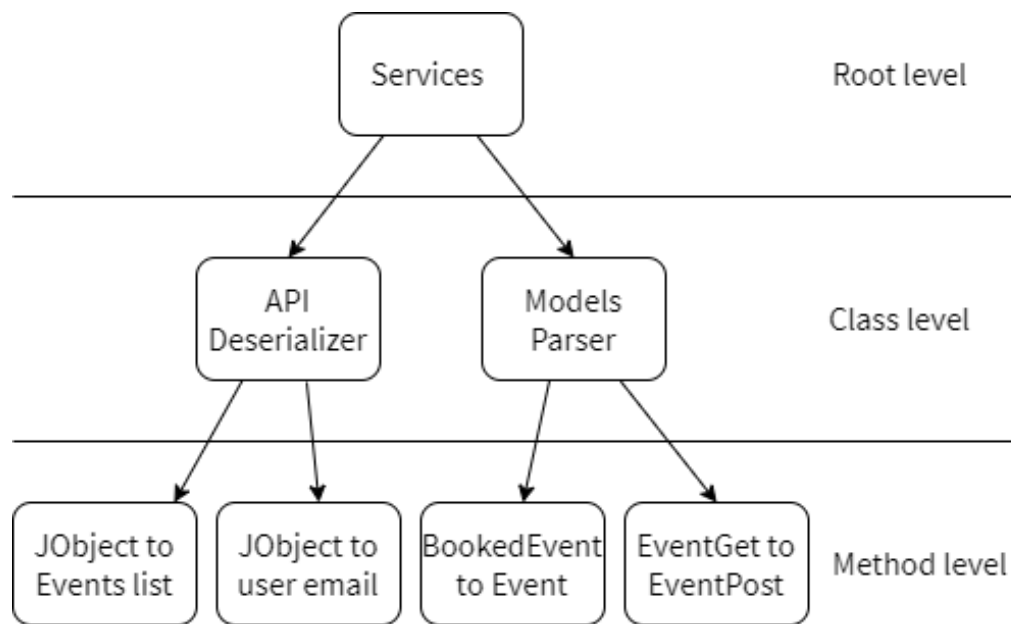 Services
Root level
API
Deserializer
Models
Parser
Class level
JObject to
Events list
JObject to
user email
BookedEvent
to Event
EventGet to
EventPost
Method level